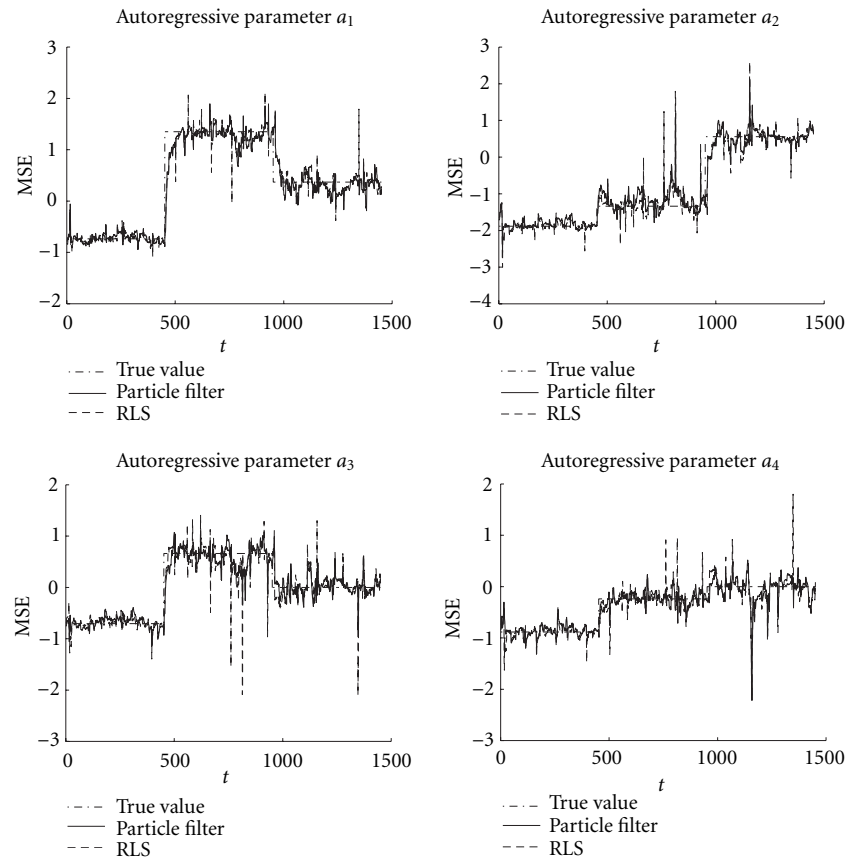 Autoregressive parameter a1
3
2
1
0
−1
−2
MSE
0
500
1000
1500
t
True value
Particle filter
RLS
Autoregressive parameter a2
3
2
1
0
−1
−2
−3
−4
MSE
0
500
1000
1500
t
True value
Particle filter
RLS
Autoregressive parameter a3
2
1
0
−1
−2
−3
MSE
0
500
1000
1500
t
True value
Particle filter
RLS
Autoregressive parameter a4
2
1
0
−1
−2
−3
MSE
0
500
1000
1500
t
True value
Particle filter
RLS